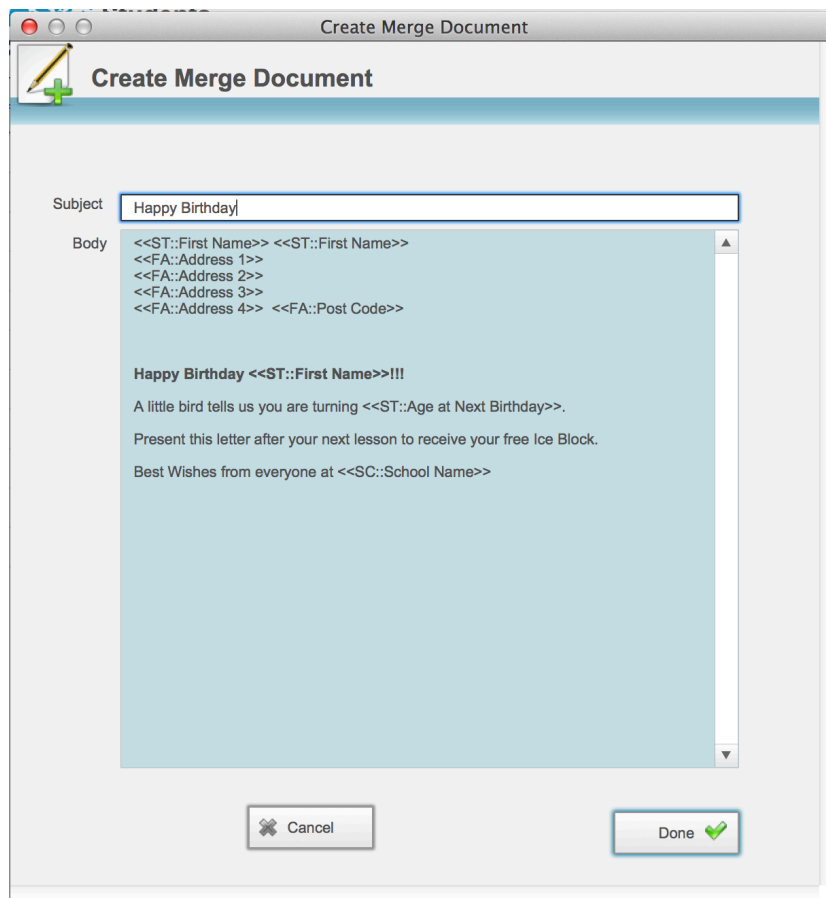 Create Merge Document
Create Merge Document
Subject
Happy Birthday
Body
<<ST::First Name>> <<ST::First Name>>
<<FA::Address 1>>
<<FA::Address 2>>
<<FA::Address 3>>
<<FA::Address 4>> <<FA::Post Code>>
Happy Birthday <<ST::First Name>>!!!
A little bird tells us you are turning <<ST::Age at Next Birthday>>.
Present this letter after your next lesson to receive your free Ice Block.
Best Wishes from everyone at <<SC::School Name>>
Cancel
Done